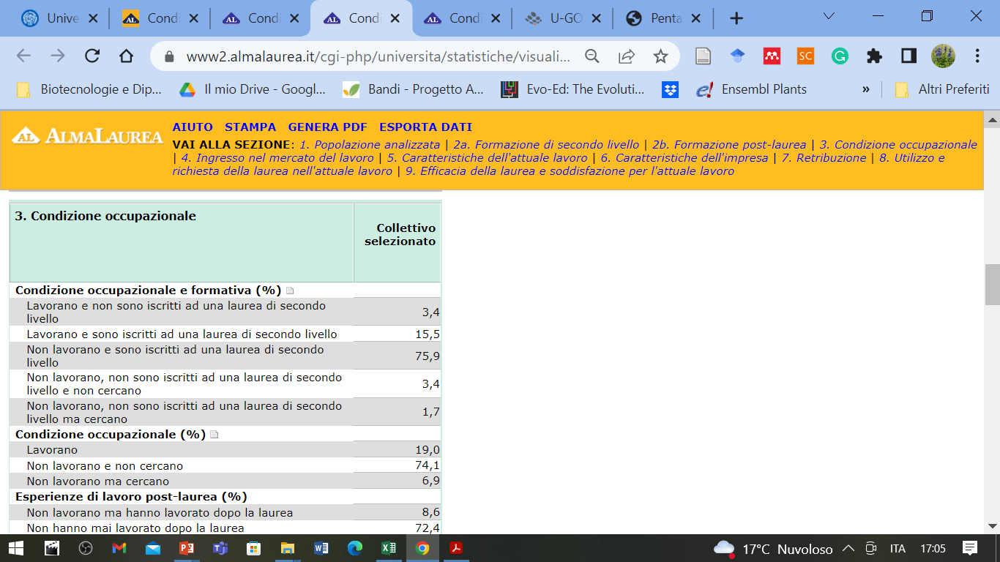 Unive
Condi
Condi
Condi
Condi
U-GO
Penta
www2.almalaurea.it/cgi-php/universita/statistiche/visuali...
Biotecnologie e Dip...
Il mio Drive - Googl...
Bandi - Progetto A...
Evo-Ed: The Evoluti...
Ensembl Plants
»
Altri Preferiti
AL ALMALAUREA
AIUTO STAMPA GENERA PDF ESPORTA DATI
VAI ALLA SEZIONE: 1. Popolazione analizzata | 2a. Formazione di secondo livello | 2b. Formazione post-laurea | 3. Condizione occupazionale
| 4. Ingresso nel mercato del lavoro | 5. Caratteristiche dell'attuale lavoro | 6. Caratteristiche dell'impresa | 7. Retribuzione | 8. Utilizzo e
richiesta della laurea nell'attuale lavoro | 9. Efficacia della laurea e soddisfazione per l'attuale lavoro
3. Condizione occupazionale
Collettivo
selezionato
Condizione occupazionale e formativa (%)
Lavorano e non sono iscritti ad una laurea di secondo
livello
3,4
Lavorano e sono iscritti ad una laurea di secondo livello 15,5
Non lavorano e sono iscritti ad una laurea di secondo
livello
75,9
Non lavorano, non sono iscritti ad una laurea di secondo
livello e non cercano
3,4
Non lavorano, non sono iscritti ad una laurea di secondo
livello ma cercano
1,7
Condizione occupazionale (%)
Lavorano 19,0
Non lavorano e non cercano 74,1
Non lavorano ma cercano 6,9
Esperienze di lavoro post-laurea (%)
Non lavorano ma hanno lavorato dopo la laurea 8,6
Non hanno mai lavorato dopo la laurea 72,4
17°C Nuvoloso ITA 17:05